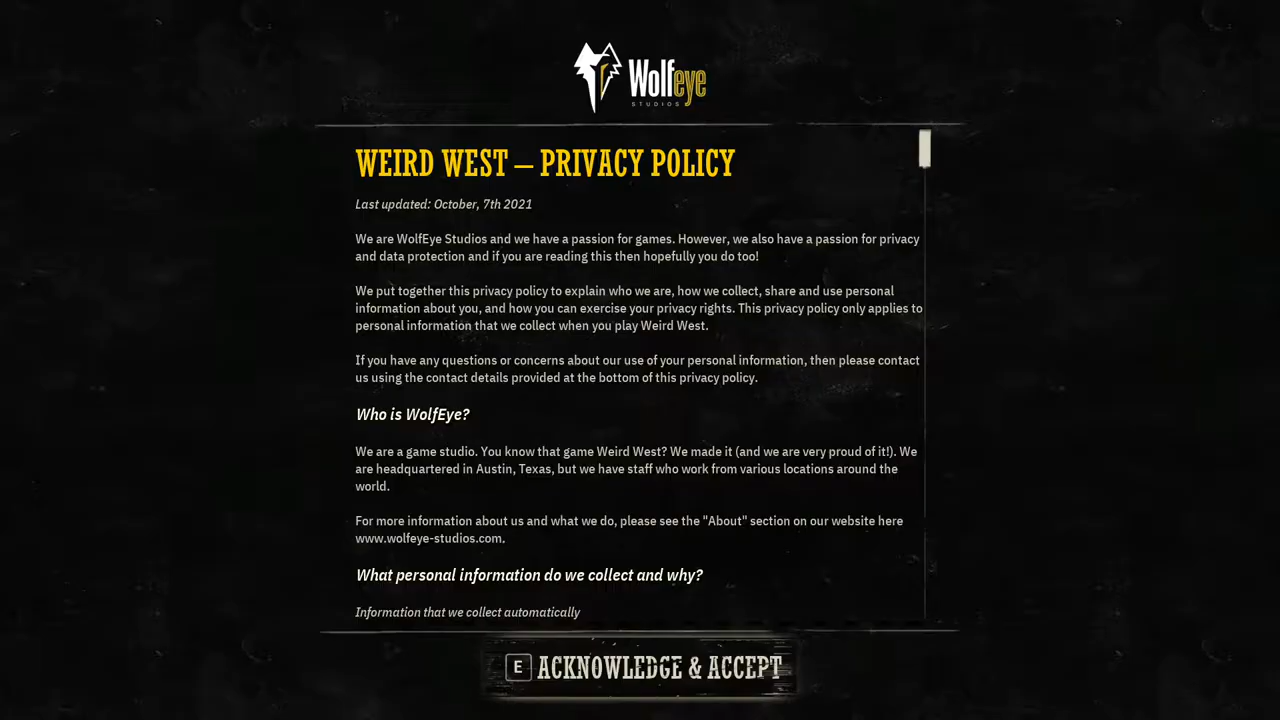 Wolfeye
STUDIOS
WEIRD WEST — PRIVACY POLICY
Last updated: October, 7th 2021
We are WolfEye Studios and we have a passion for games. However, we also have a passion for privacy
and data protection and if you are reading this then hopefully you do too!
We put together this privacy policy to explain who we are, how we collect, share and use personal
information about you, and how you can exercise your privacy rights. This privacy policy only applies to
personal information that we collect when you play Weird West.
If you have any questions or concerns about our use of your personal information, then please contact
us using the contact details provided at the bottom of this privacy policy.
Who is WolfEye?
We are a game studio. You know that game Weird West? We made it (and we are very proud of it!). We
are headquartered in Austin, Texas, but we have staff who work from various locations around the
world.
For more information about us and what we do, please see the "About" section on our website here
www.wolfeye-studios.com.
What personal information do we collect and why?
Information that we collect automatically
E ACKNOWLEDGE & ACCEPT